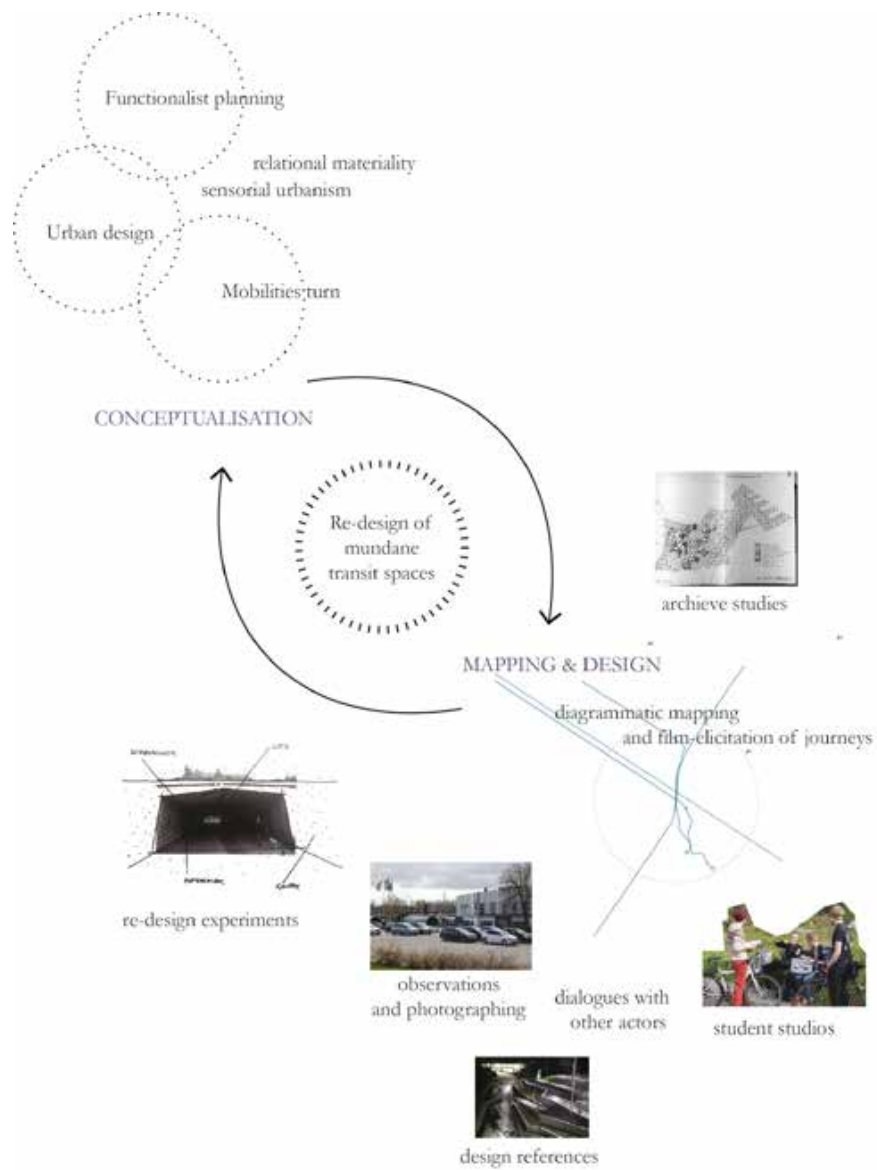 Functionalist planning
relational materiality
sensorial urbanism
Urban design
Mobilities turn
CONCEPTUALISATION
Re-design of
mundane
transit spaces
archieve studies
MAPPING & DESIGN
diagrammatic mapping
and film-elicitation of journeys
re-design experiments
observations
and photographing
dialogues with
other actors
student studios
design references